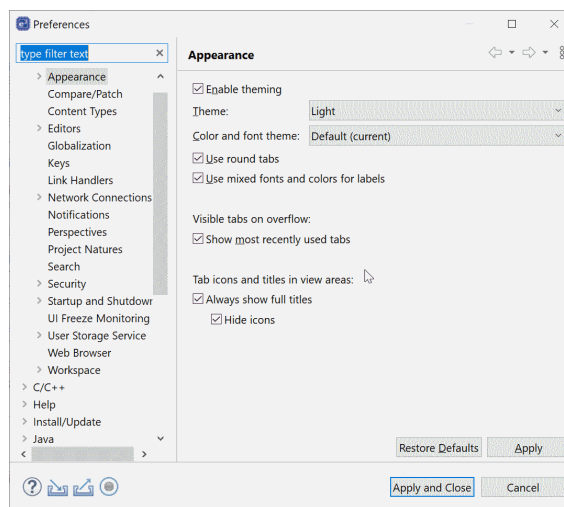 Preferences
type filter text
Appearance
Appearance
Compare/Patch
Content Types
Editors
Globalization
Keys
Link Handlers
Network Connections
Notifications
Perspectives
Project Natures
Search
Security
Startup and Shutdowr
UI Freeze Monitoring
User Storage Service
Web Browser
Workspace
C/C++
Help
Install/Update
Java
Enable theming
Theme: Light
Color and font theme: Default (current)
Use round tabs
Use mixed fonts and colors for labels
Visible tabs on overflow:
Show most recently used tabs
Tab icons and titles in view areas:
Always show full titles
Hide icons
Restore Defaults Apply
Apply and Close Cancel